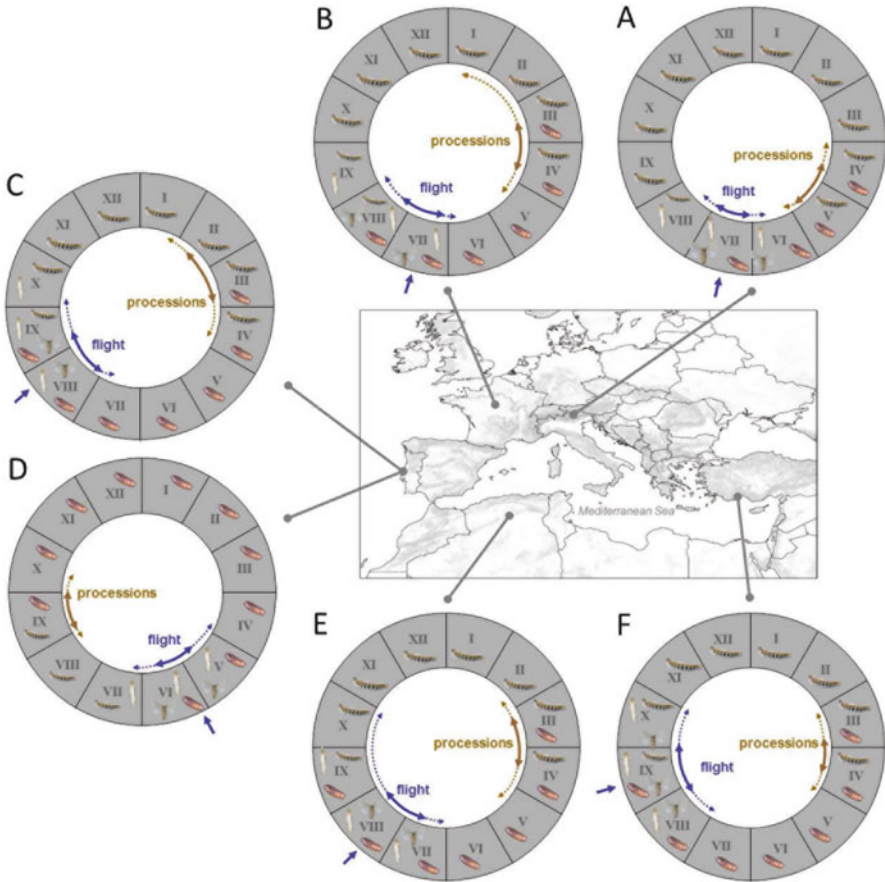 B
XII
I
XI
II
X
III
processions
IX
IV
flight
VIII
V
VII
VI
A
XII
I
XI
II
X
III
processions
IX
IV
flight
VIII
V
VII
VI
C
XII
I
XI
II
X
III
processions
IX
IV
flight
VIII
V
VII
VI
D
XII
I
XI
II
X
III
processions
IX
IV
flight
VIII
V
VII
VI
Mediterranean Sea
E
XII
I
XI
II
X
III
processions
IX
IV
flight
VIII
V
VII
VI
F
XII
I
XI
II
X
III
processions
IX
IV
flight
VIII
V
VII
VI